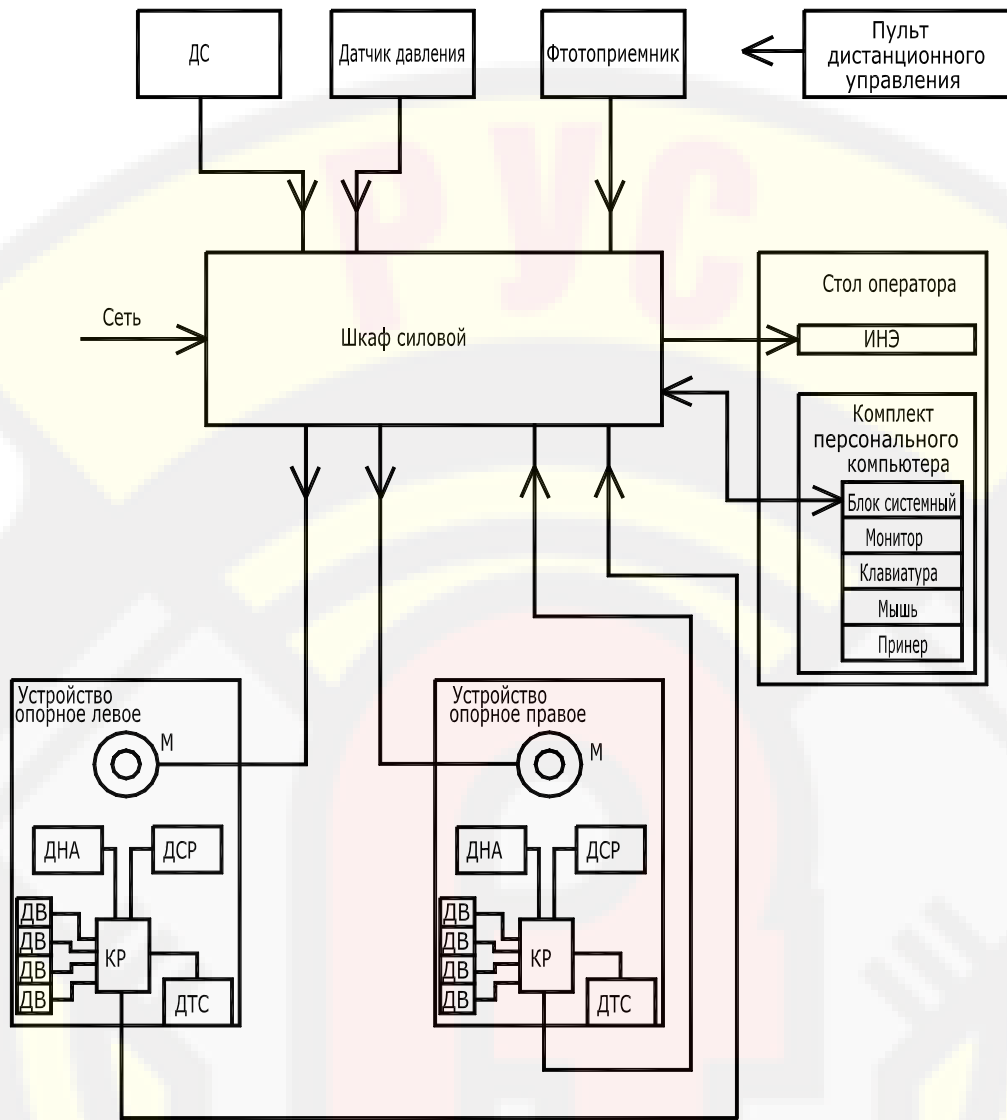 ДС
Датчик давления
Фтотоприемник
Пульт
дистанционного
управления
РУС
Сеть
Шкаф силовой
Стол оператора
ИНЭ
Комплект
персонального
компьютера
Блок системный
Монитор
Клавиатура
Мышь
Принер
Устройство
опорное левое
М
ДНА
ДСР
ДВ
ДВ
ДВ
ДВ
КР
ДТС
Устройство
опорное правое
М
ДНА
ДСР
ДВ
ДВ
ДВ
ДВ
КР
ДТС